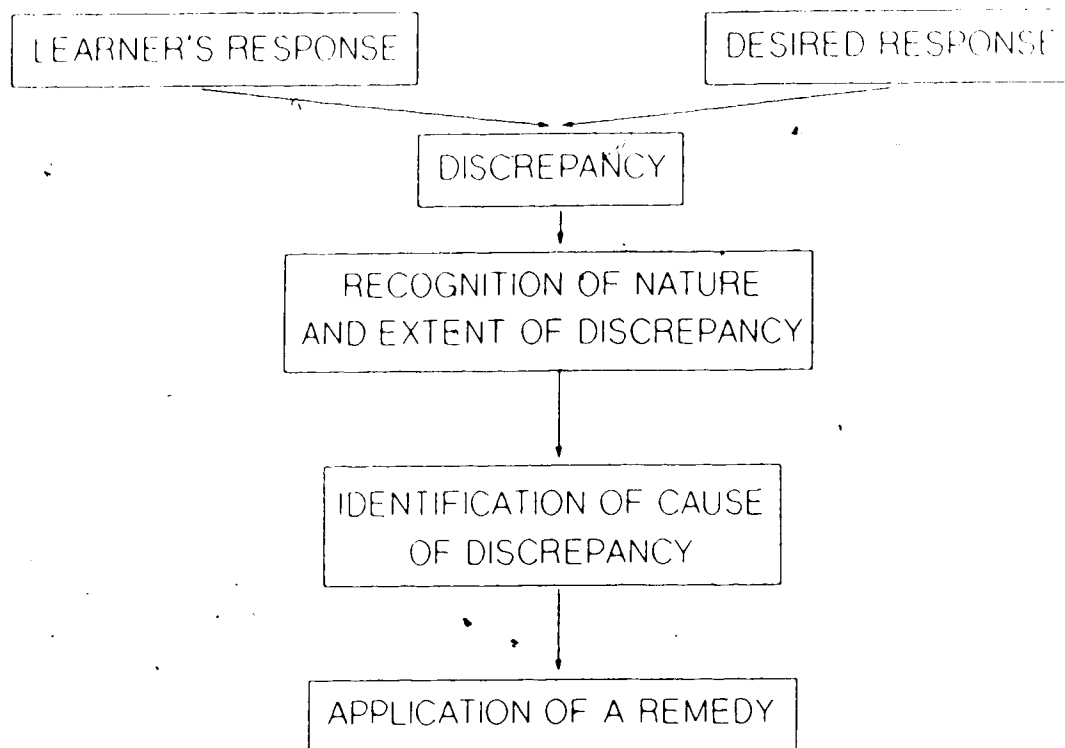 LEARNER'S RESPONSE
DESIRED RESPONSE
DISCREPANCY
RECOGNITION OF NATURE
AND EXTENT OF DISCREPANCY
IDENTIFICATION OF CAUSE
OF DISCREPANCY
APPLICATION OF A REMEDY